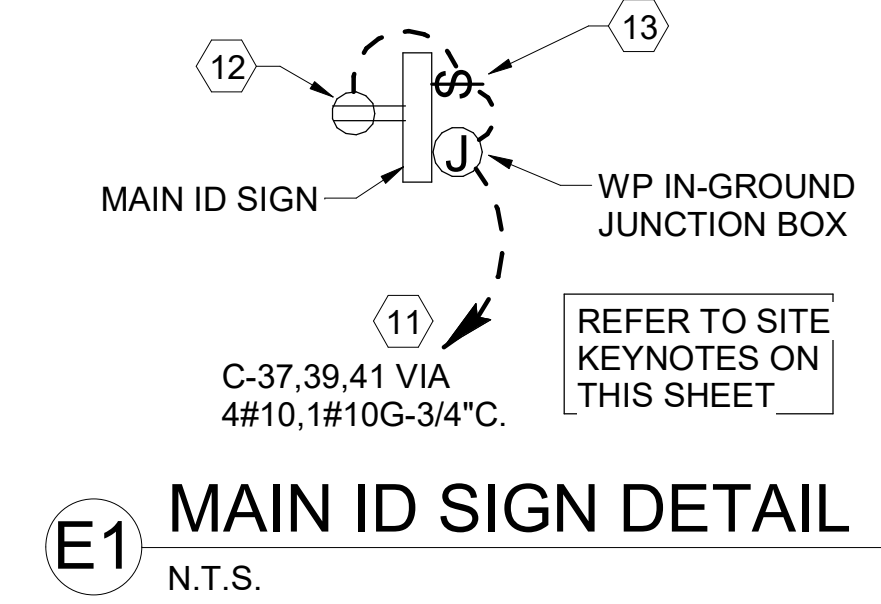 13
12
S
J
MAIN ID SIGN
WP IN-GROUND
JUNCTION BOX
11
C-37,39,41 VIA
4#10,1#10G-3/4"C.
REFER TO SITE
KEYNOTES ON
THIS SHEET
E1
MAIN ID SIGN DETAIL
N.T.S.